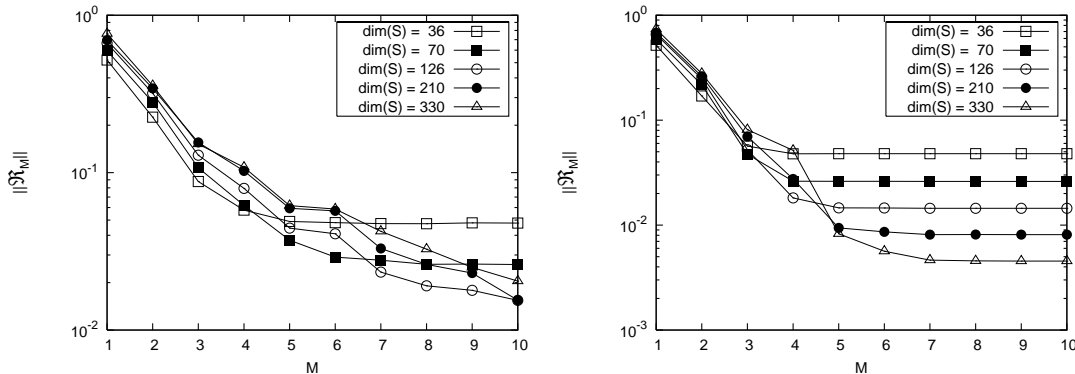 10^0
10^-1
10^-2
||ℜ_M||
1 2 3 4 5 6 7 8 9 10
M
dim(S) = 36
dim(S) = 70
dim(S) = 126
dim(S) = 210
dim(S) = 330
10^0
10^-1
10^-2
10^-3
||ℜ_M||
1 2 3 4 5 6 7 8 9 10
M
dim(S) = 36
dim(S) = 70
dim(S) = 126
dim(S) = 210
dim(S) = 330